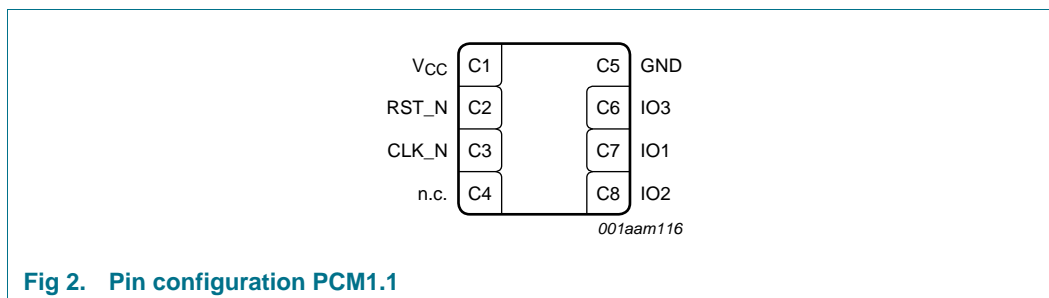 VCC C1 C5 GND
RST_N C2 C6 IO3
CLK_N C3 C7 IO1
n.c. C4 C8 IO2
001aam116
Fig 2. Pin configuration PCM1.1